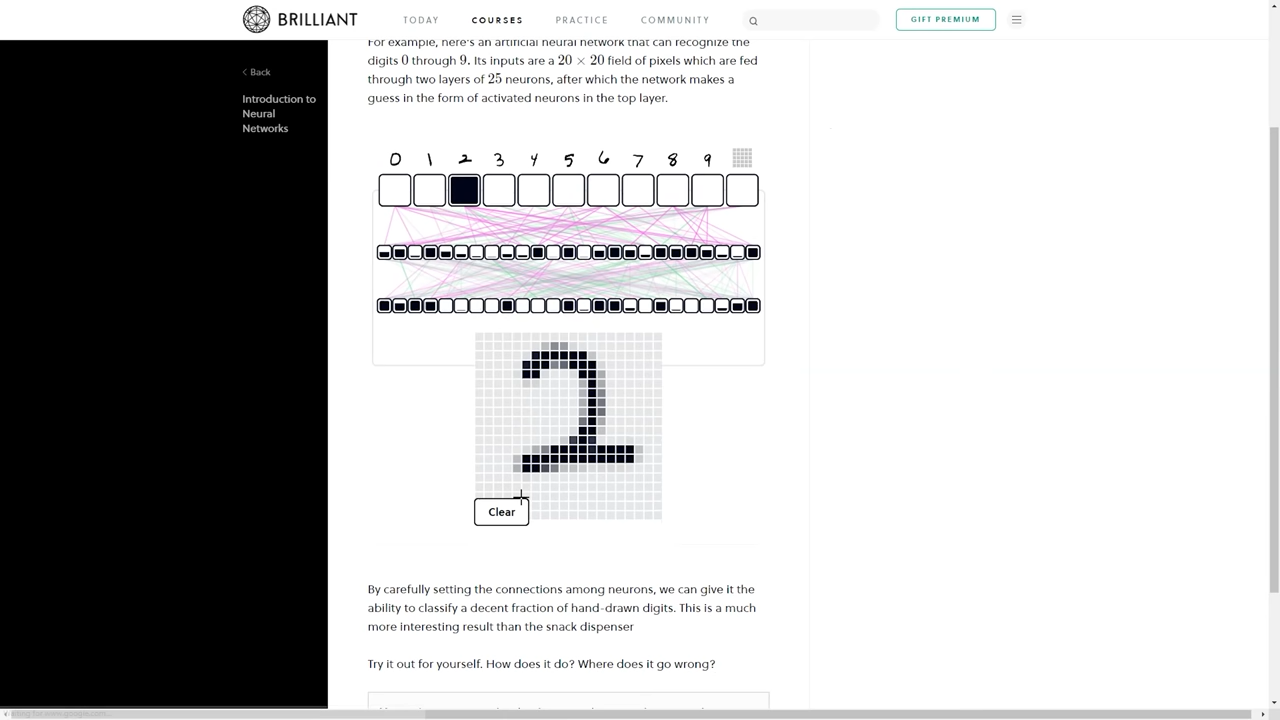 BRILLIANT
TODAY
COURSES
PRACTICE
COMMUNITY
GIFT PREMIUM
Back
Introduction to
Neural
Networks
For example, here's an artificial neural network that can recognize the
digits 0 through 9. Its inputs are a 20 × 20 field of pixels which are fed
through two layers of 25 neurons, after which the network makes a
guess in the form of activated neurons in the top layer.
0 1 2 3 4 5 6 7 8 9
2
Clear
By carefully setting the connections among neurons, we can give it the
ability to classify a decent fraction of hand-drawn digits. This is a much
more interesting result than the snack dispenser
Try it out for yourself. How does it do? Where does it go wrong?